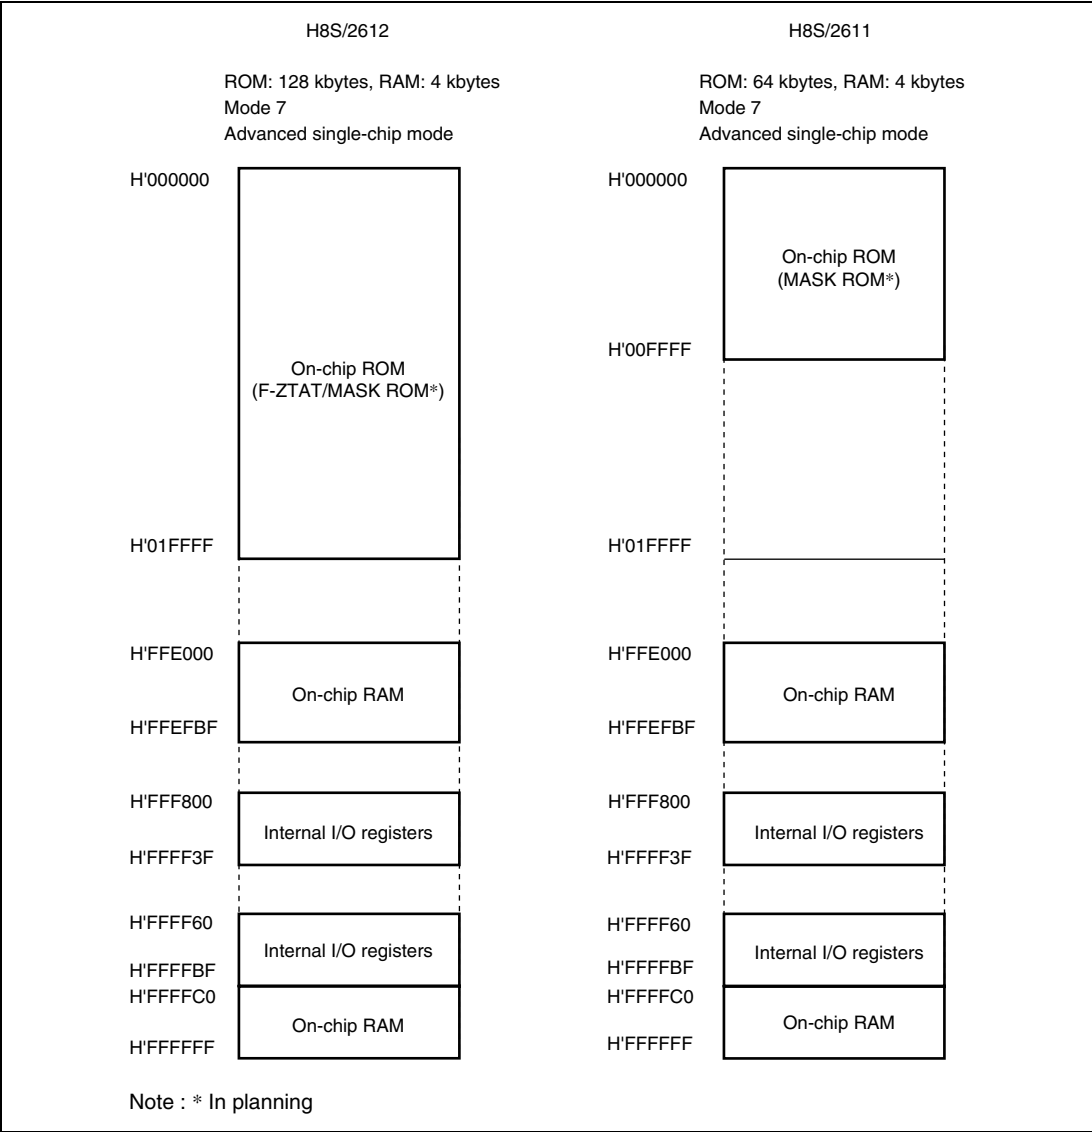 H8S/2612
ROM: 128 kbytes, RAM: 4 kbytes
Mode 7
Advanced single-chip mode
H'000000
On-chip ROM
(F-ZTAT/MASK ROM*)
H'01FFFF
H'FFE000
On-chip RAM
H'FFEFBF
H'FFF800
Internal I/O registers
H'FFFF3F
H'FFFF60
Internal I/O registers
H'FFFFBF
H'FFFFC0
On-chip RAM
H'FFFFFF
H8S/2611
ROM: 64 kbytes, RAM: 4 kbytes
Mode 7
Advanced single-chip mode
H'000000
On-chip ROM
(MASK ROM*)
H'00FFFF
H'01FFFF
H'FFE000
On-chip RAM
H'FFEFBF
H'FFF800
Internal I/O registers
H'FFFF3F
H'FFFF60
Internal I/O registers
H'FFFFBF
H'FFFFC0
On-chip RAM
H'FFFFFF
Note : * In planning